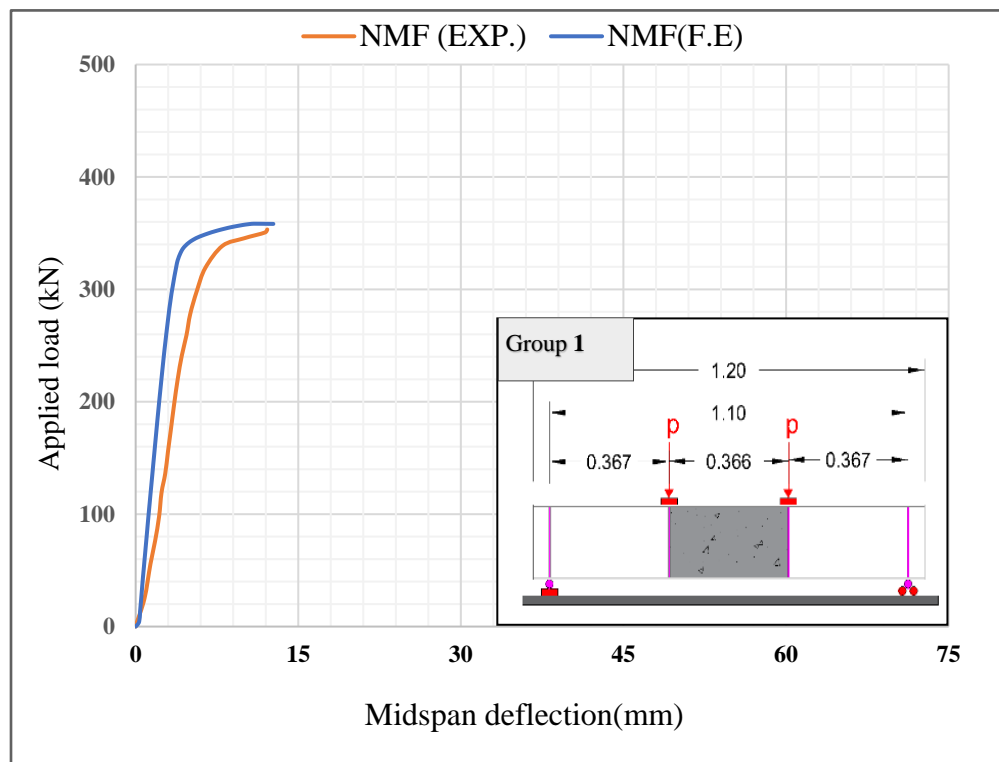 NMF (EXP.) NMF(F.E)
500
400
300
200
100
0
Applied load (kN)
Group 1
1.20
1.10
p p
0.367 0.366 0.367
0 15 30 45 60 75
Midspan deflection(mm)